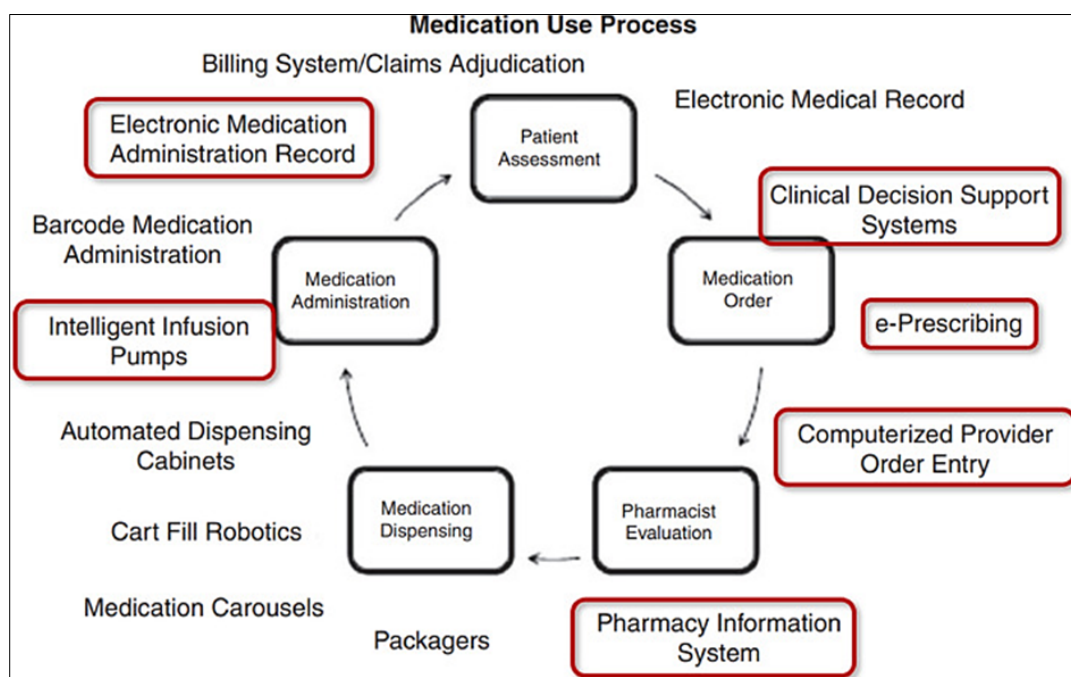 Medication Use Process
Billing System/Claims Adjudication
Electronic Medical Record
Electronic Medication
Administration Record
Patient
Assessment
Clinical Decision Support
Systems
Barcode Medication
Administration
Medication
Administration
Medication
Order
Intelligent Infusion
Pumps
e-Prescribing
Automated Dispensing
Cabinets
Computerized Provider
Order Entry
Medication
Dispensing
Pharmacist
Evaluation
Cart Fill Robotics
Medication Carousels
Packagers
Pharmacy Information
System